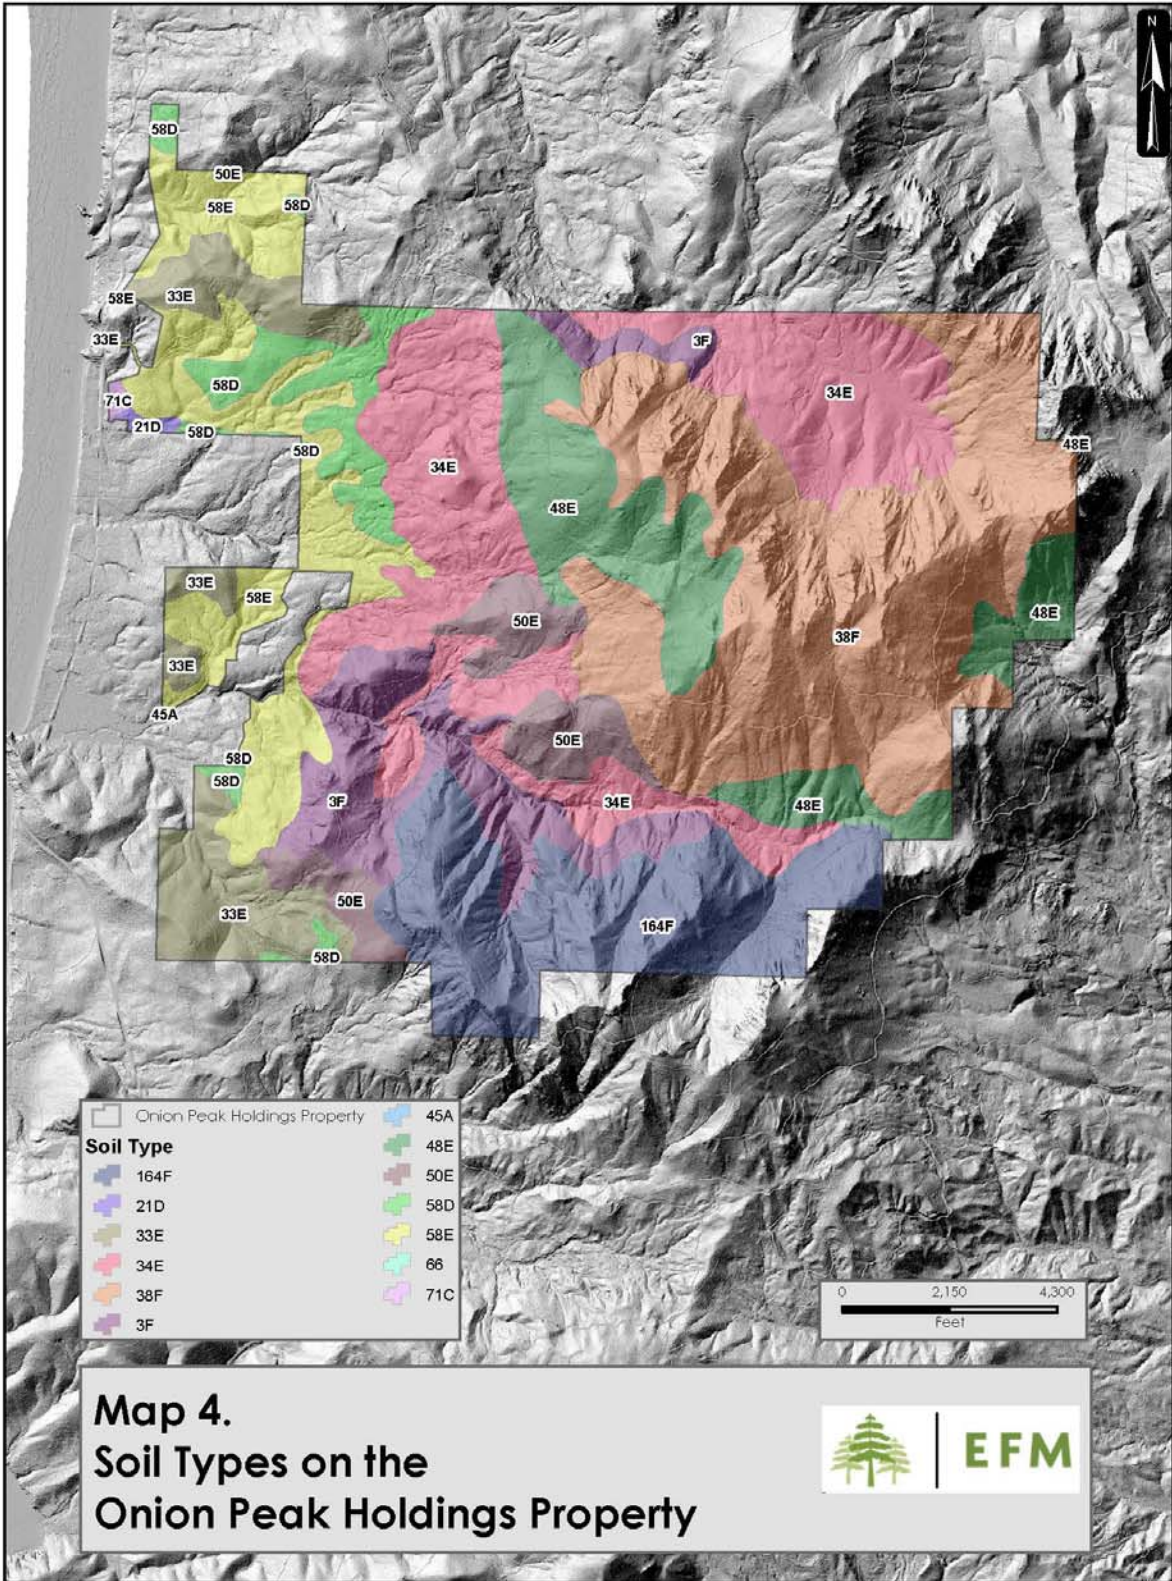 N
58D
50E
58E
58D
58E
33E
33E
3F
34E
58D
71C
21D
58D
58D
34E
48E
48E
33E
58E
50E
48E
38F
33E
45A
58D
50E
58D
3F
34E
48E
50E
33E
164F
58D
Onion Peak Holdings Property
Soil Type
164F
21D
33E
34E
38F
3F
45A
48E
50E
58D
58E
66
71C
0 2,150 4,300
Feet
Map 4.
Soil Types on the
Onion Peak Holdings Property
EFM